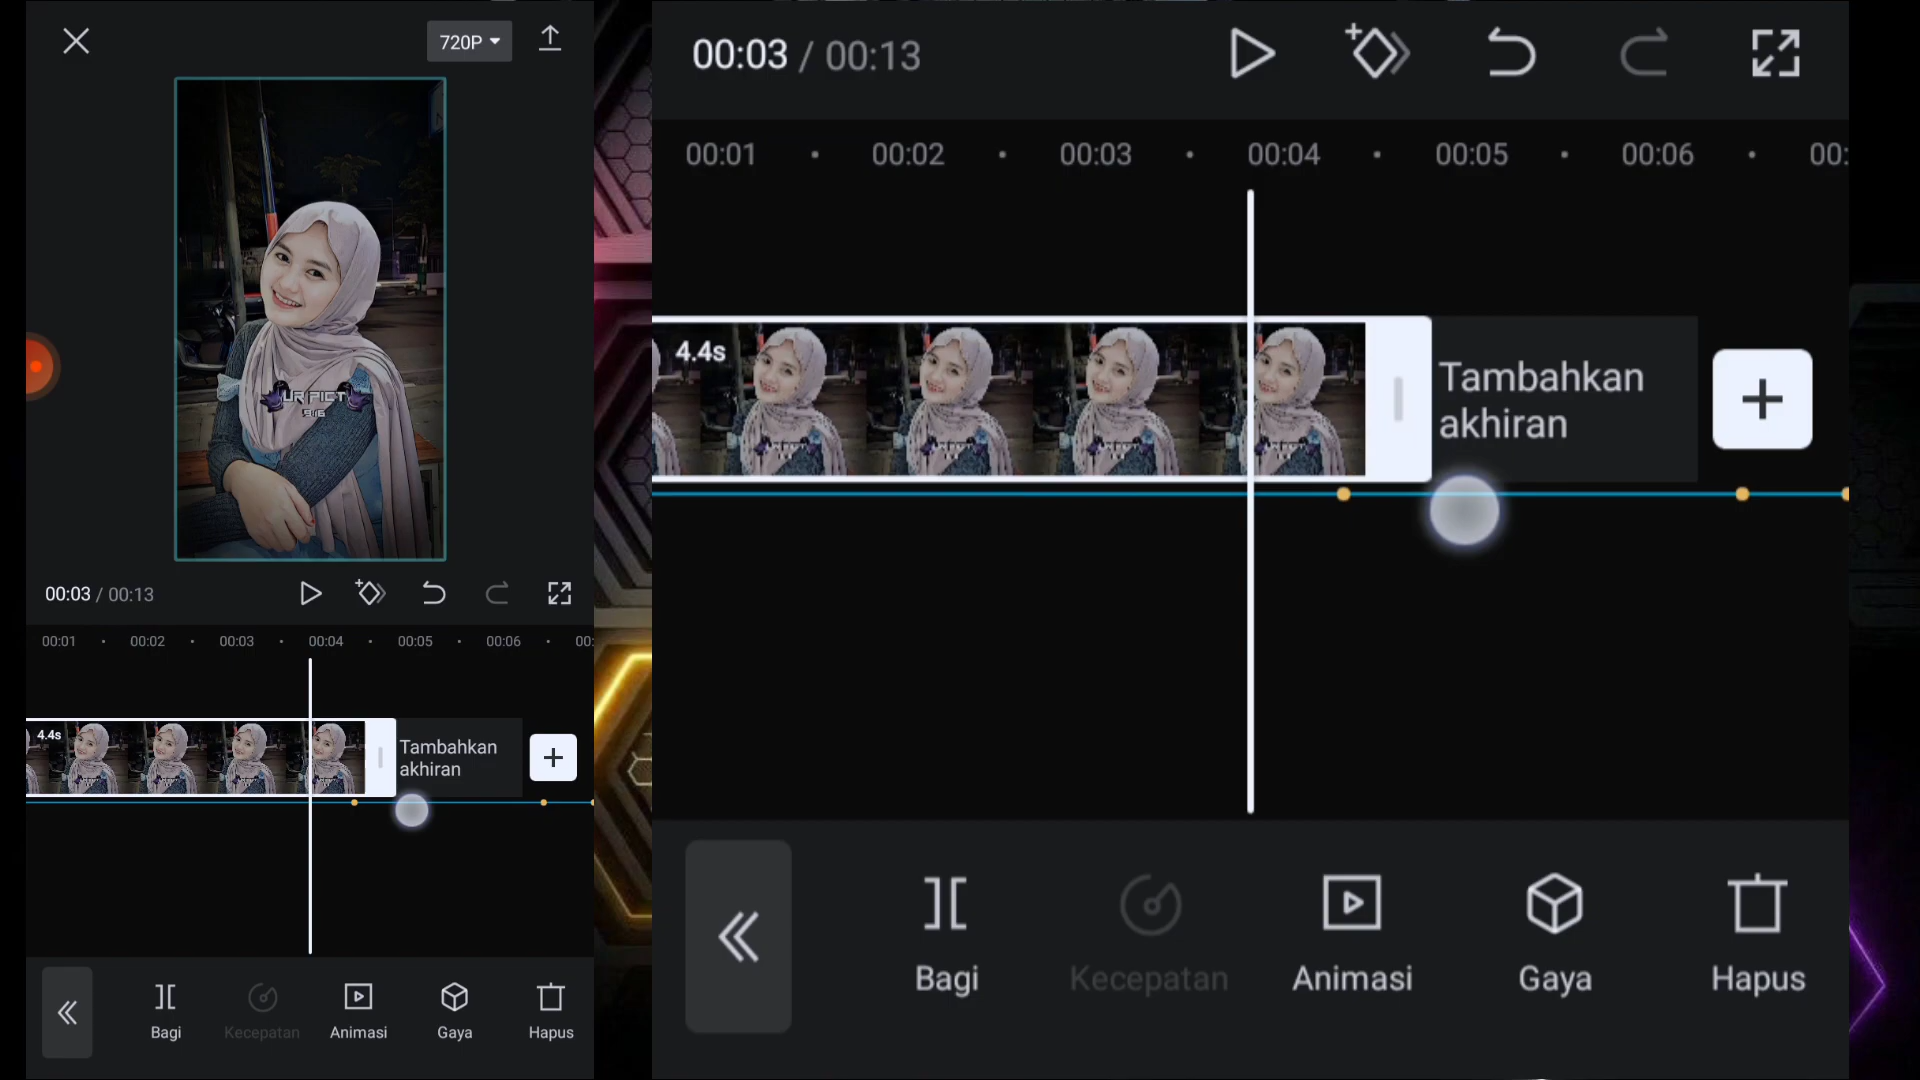 720P
UR PICT
00:03 / 00:13
00:01 00:02 00:03 00:04 00:05 00:06 00:
4.4s
Tambahkan
akhiran
Bagi Kecepatan Animasi Gaya Hapus
00:03 / 00:13
00:01 00:02 00:03 00:04 00:05 00:06 00:
4.4s
Tambahkan
akhiran
Bagi Kecepatan Animasi Gaya Hapus